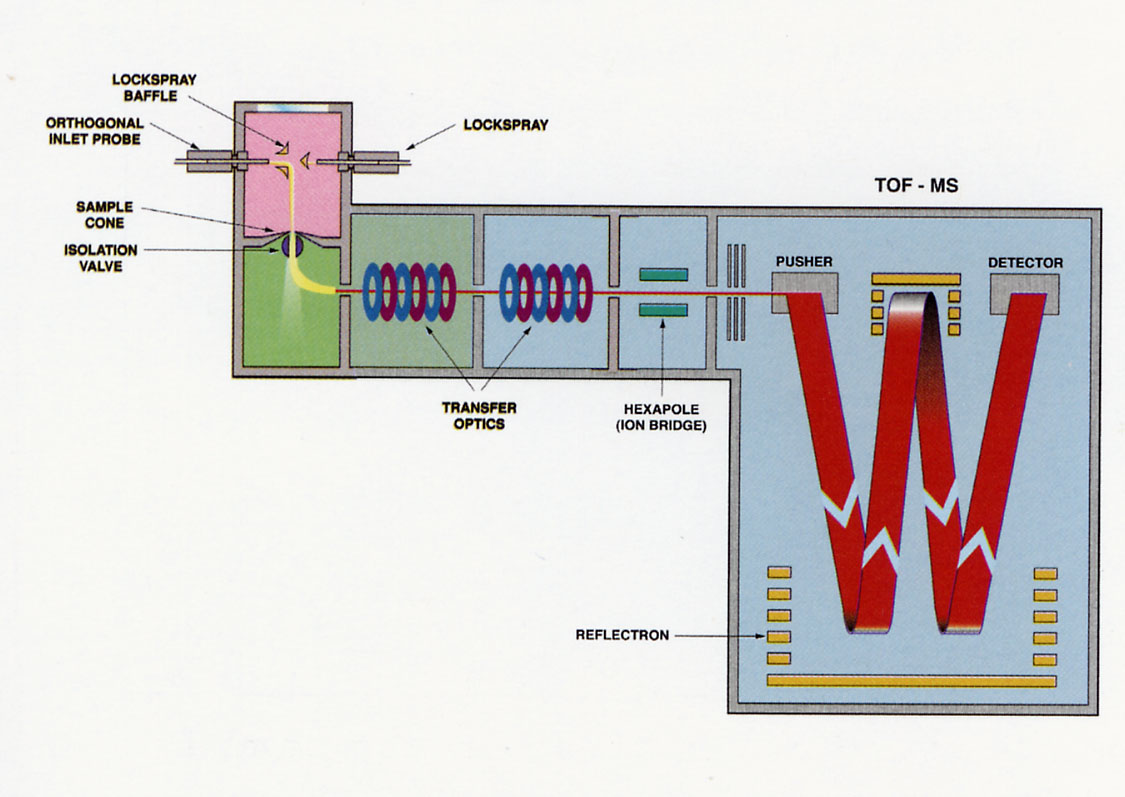 LOCKSPRAY
BAFFLE
ORTHOGONAL
INLET PROBE
LOCKSPRAY
TOF - MS
SAMPLE
CONE
ISOLATION
VALVE
PUSHER
DETECTOR
TRANSFER
OPTICS
HEXAPOLE
(ION BRIDGE)
REFLECTRON